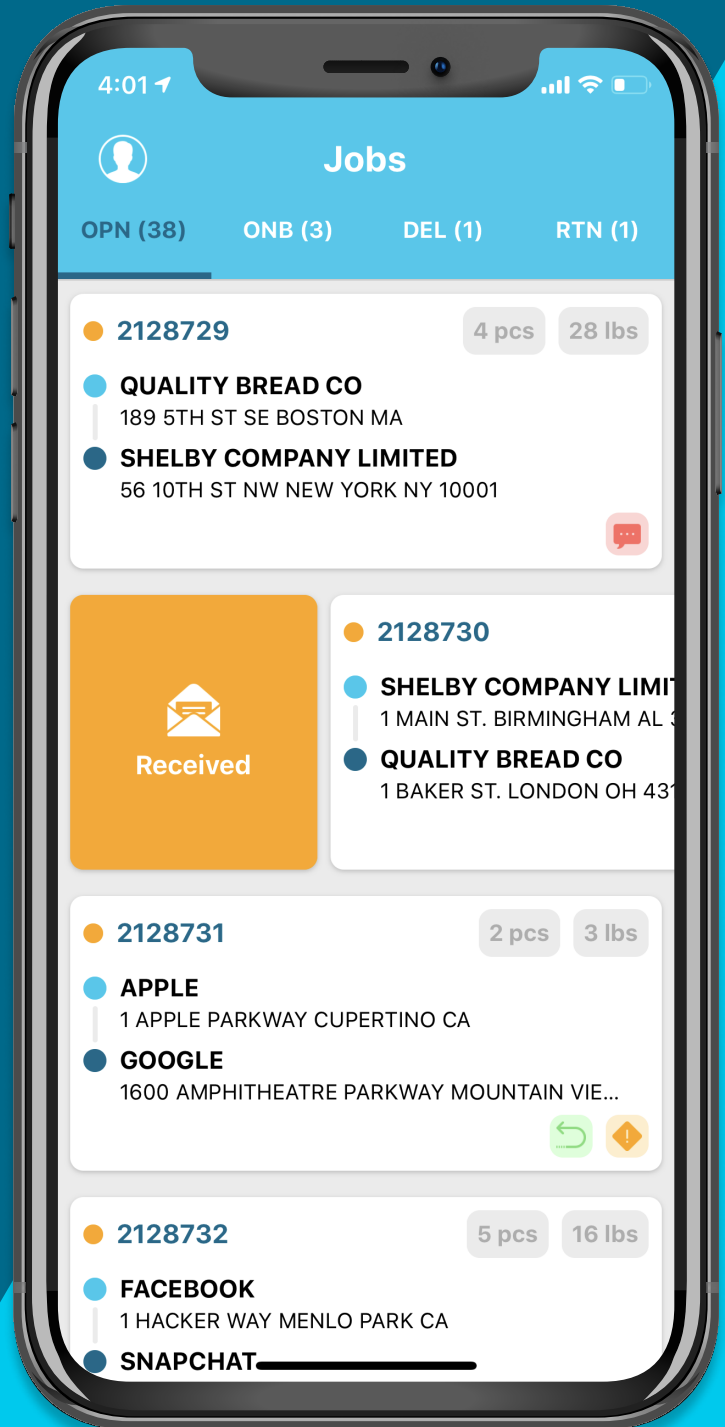 4:01
Jobs
OPN (38) ONB (3) DEL (1) RTN (1)
2128729 4 pcs 28 lbs
QUALITY BREAD CO
189 5TH ST SE BOSTON MA
SHELBY COMPANY LIMITED
56 10TH ST NW NEW YORK NY 10001
Received
2128730
SHELBY COMPANY LIMI
1 MAIN ST. BIRMINGHAM AL
QUALITY BREAD CO
1 BAKER ST. LONDON OH 431
2128731 2 pcs 3 lbs
APPLE
1 APPLE PARKWAY CUPERTINO CA
GOOGLE
1600 AMPHITHEATRE PARKWAY MOUNTAIN VIE...
2128732 5 pcs 16 lbs
FACEBOOK
1 HACKER WAY MENLO PARK CA
SNAPCHAT